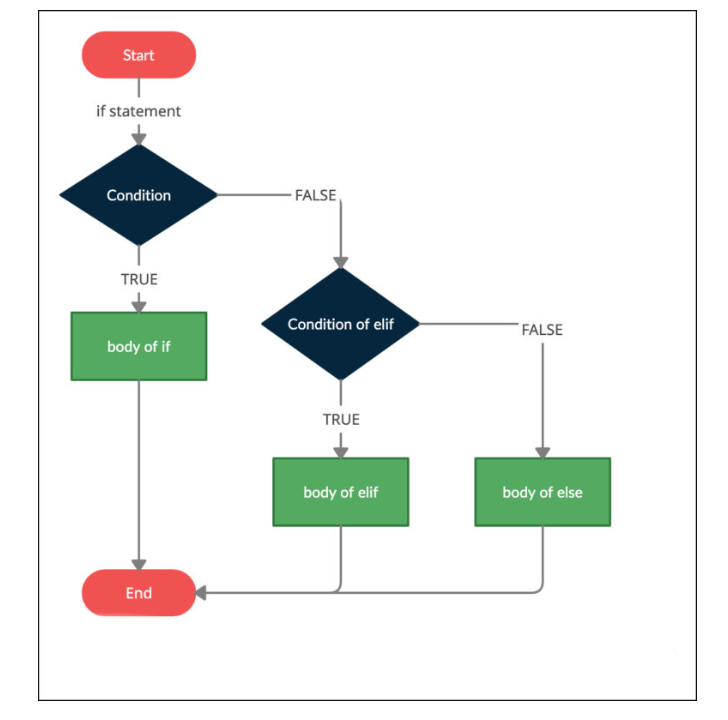 Start
if statement
Condition
FALSE
TRUE
Condition of elif
FALSE
body of if
TRUE
body of elif
body of else
End